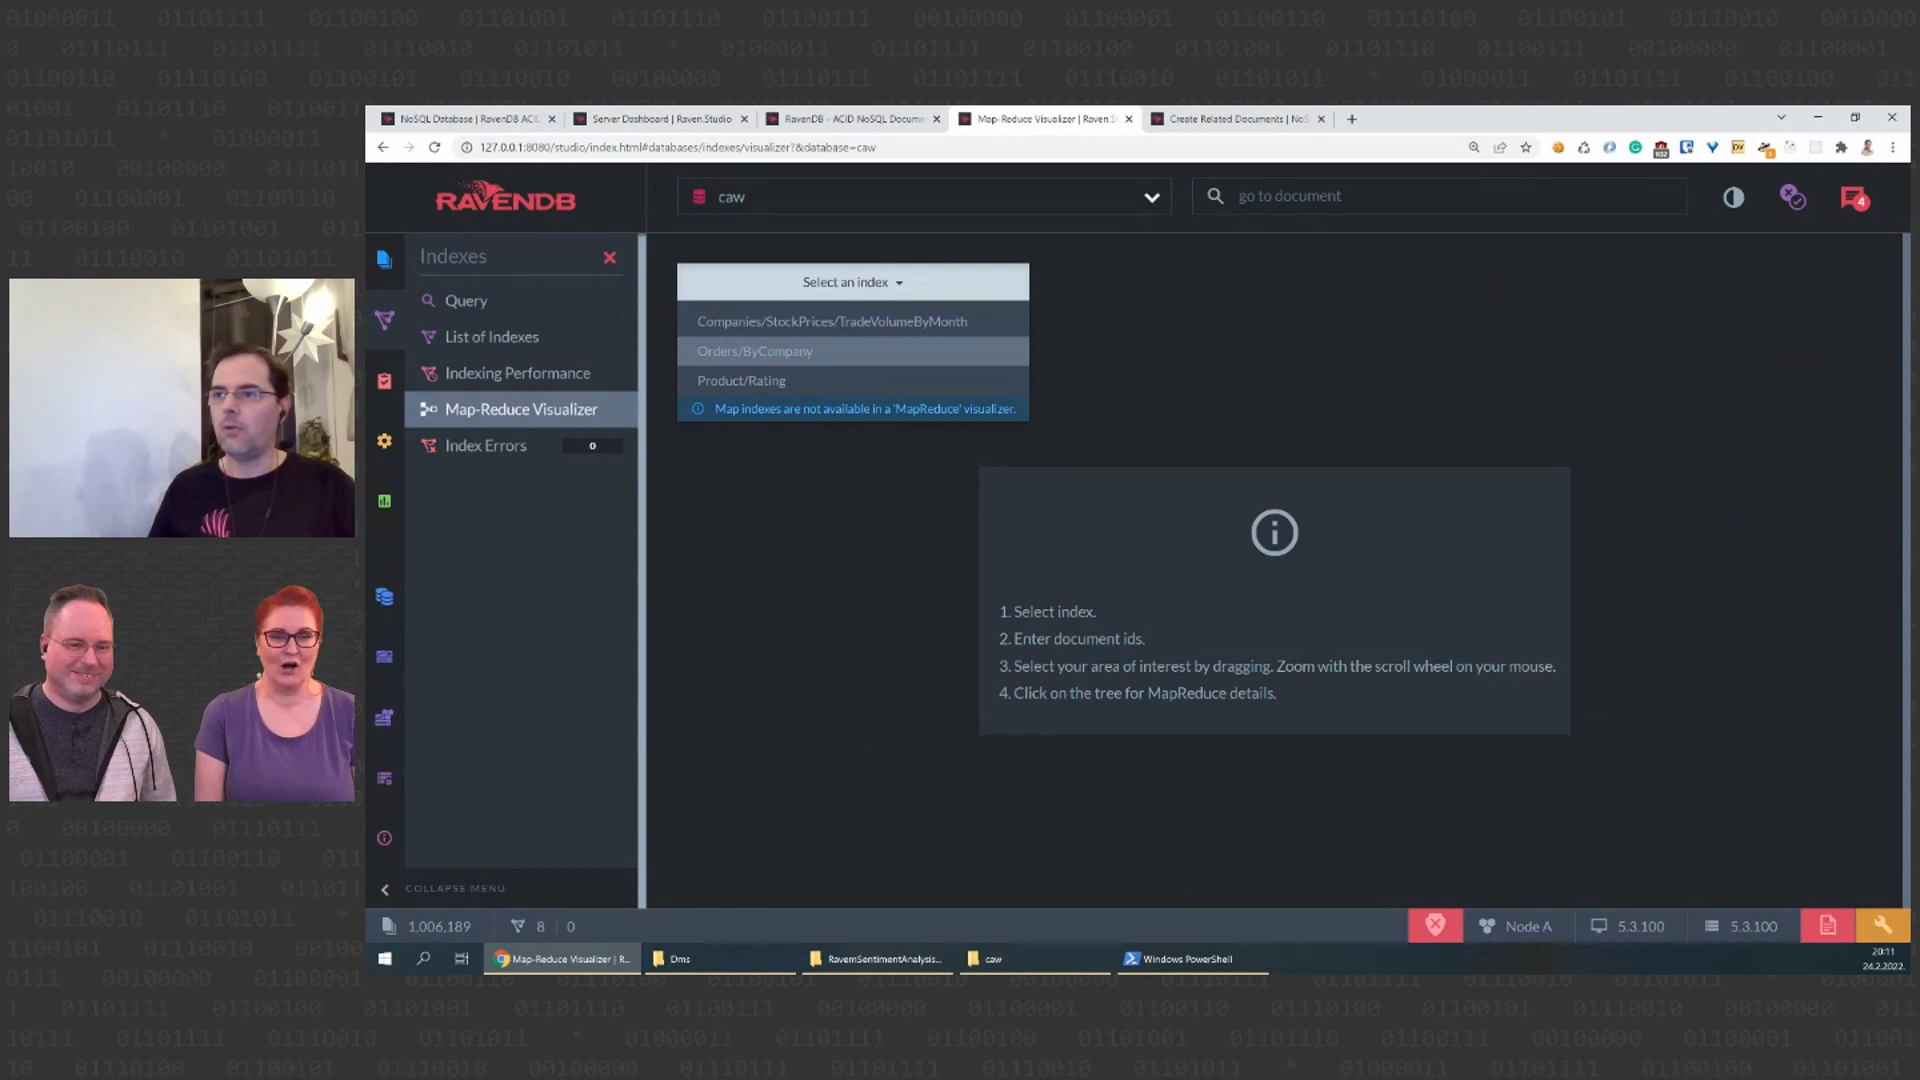 NoSQL Database | RavenDB ACID
Server Dashboard | Raven.Studio
RavenDB - ACID NoSQL Docume
Map-Reduce Visualizer | Raven.S
Create Related Documents | NoS
127.0.0.1:8080/studio/index.html#databases/indexes/visualizer?&database=caw
RAVENDB
caw
go to document
4
Indexes
Query
List of Indexes
Indexing Performance
Map-Reduce Visualizer
Index Errors
0
Select an index
Companies/StockPrices/TradeVolumeByMonth
Orders/ByCompany
Product/Rating
Map indexes are not available in a 'MapReduce' visualizer.
1. Select index.
2. Enter document ids.
3. Select your area of interest by dragging. Zoom with the scroll wheel on your mouse.
4. Click on the tree for MapReduce details.
COLLAPSE MENU
1,006,189
8 | 0
Node A
5.3.100
5.3.100
Map-Reduce Visualizer | R...
Dms
RavemSentimentAnalysis...
caw
Windows PowerShell
20:11
24.2.2022.